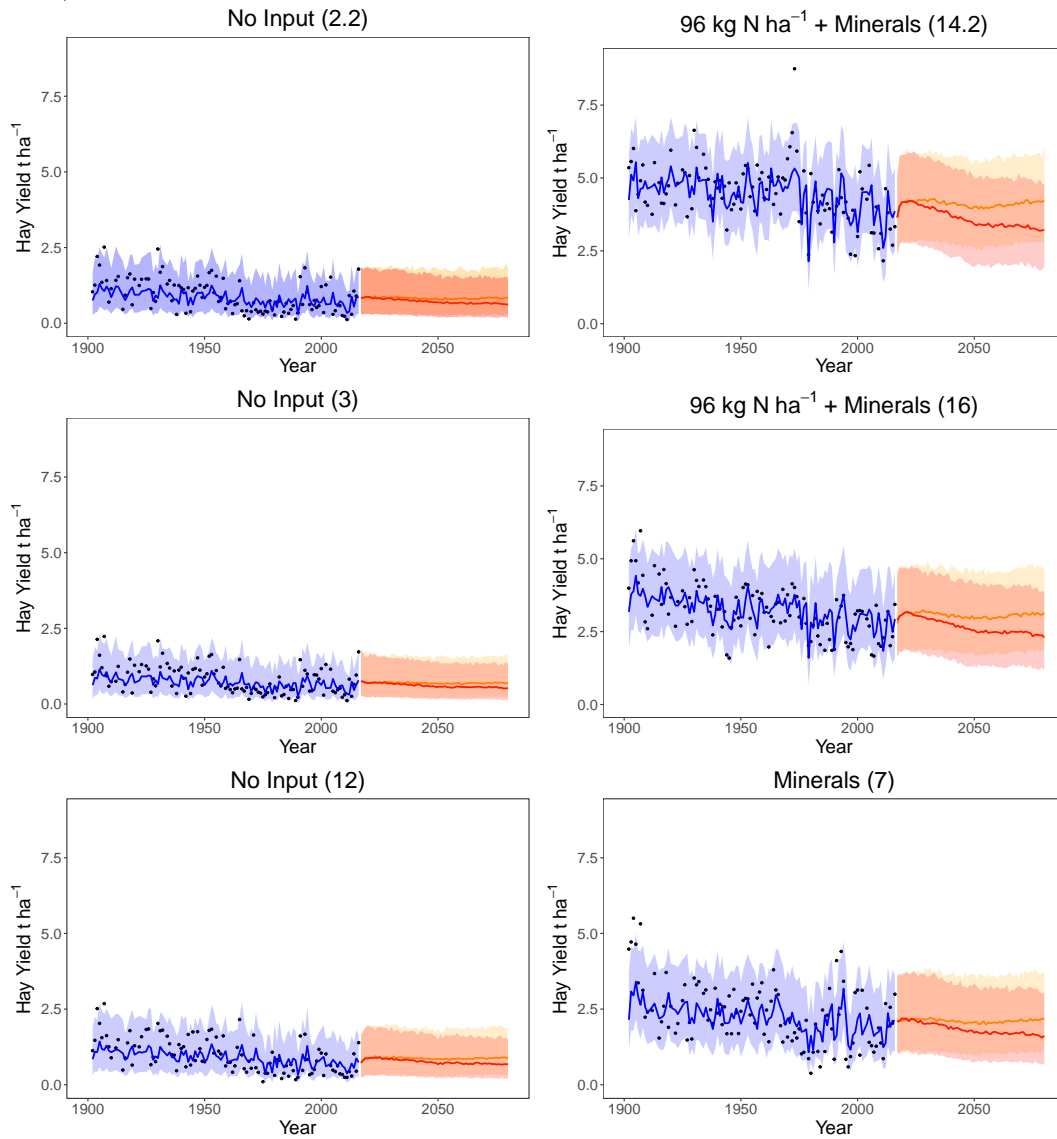 No Input (2.2)
7.5
5.0
2.5
0.0
Hay Yield t ha⁻¹
1900 1950 2000 2050
Year
96 kg N ha⁻¹ + Minerals (14.2)
7.5
5.0
2.5
0.0
Hay Yield t ha⁻¹
1900 1950 2000 2050
Year
No Input (3)
7.5
5.0
2.5
0.0
Hay Yield t ha⁻¹
1900 1950 2000 2050
Year
96 kg N ha⁻¹ + Minerals (16)
7.5
5.0
2.5
0.0
Hay Yield t ha⁻¹
1900 1950 2000 2050
Year
No Input (12)
7.5
5.0
2.5
0.0
Hay Yield t ha⁻¹
1900 1950 2000 2050
Year
Minerals (7)
7.5
5.0
2.5
0.0
Hay Yield t ha⁻¹
1900 1950 2000 2050
Year